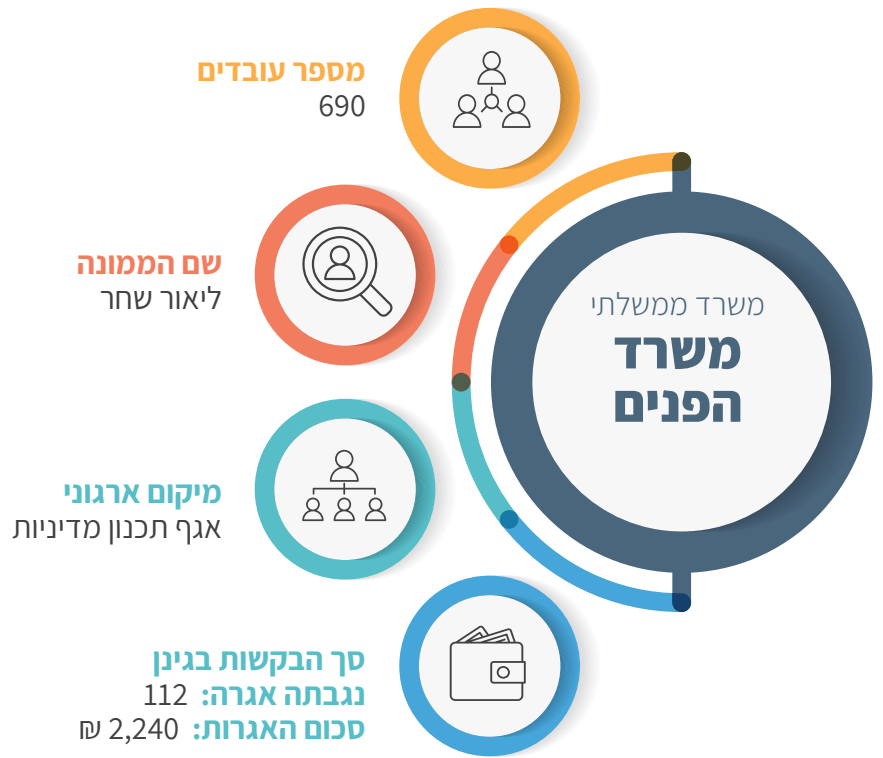 משרד ממשלתי
משרד
הפנים
מספר עובדים
690
שם הממונה
ליאור שחר
מיקום ארגוני
אגף תכנון מדיניות
סך הבקשות בגינן
נגבתה אגרה: 112
סכום האגרות: 2,240 ₪